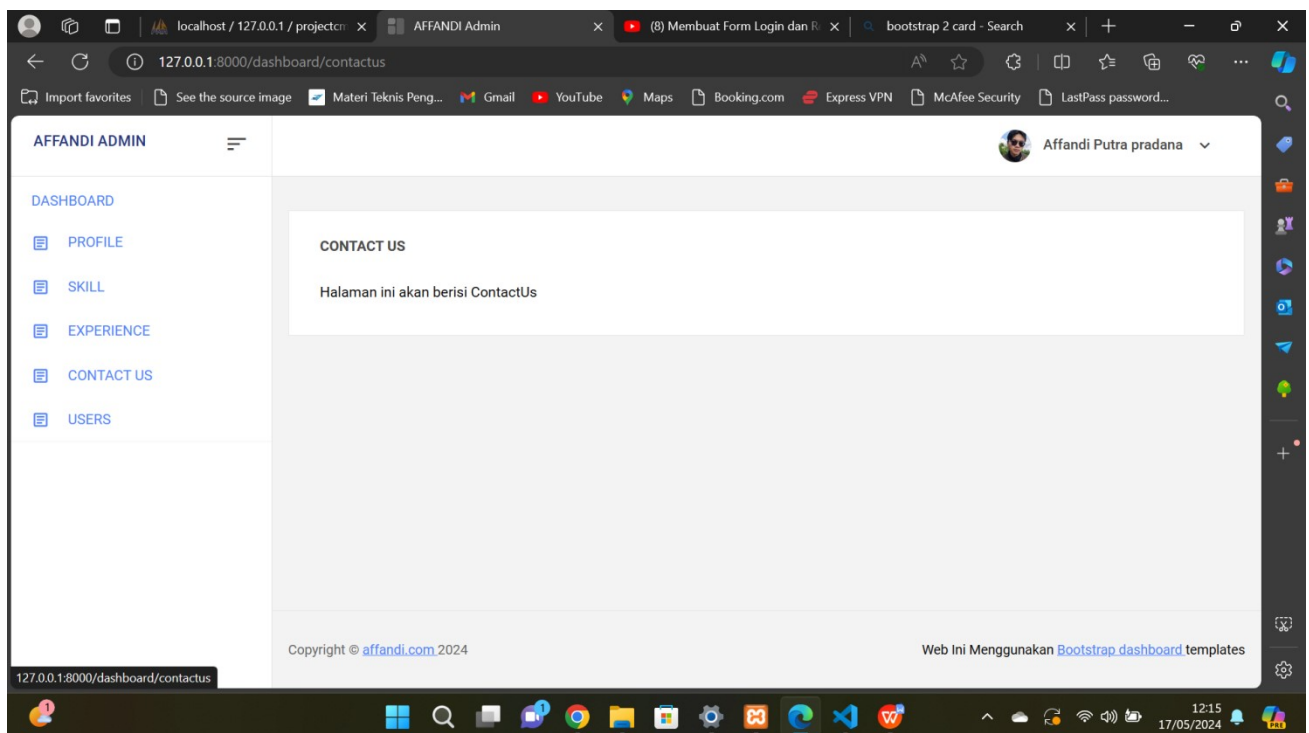 localhost / 127.0.0.1 / projectcm
AFFANDI Admin
(8) Membuat Form Login dan R
bootstrap 2 card - Search
127.0.0.1:8000/dashboard/contactus
Import favorites
See the source image
Materi Teknis Peng...
Gmail
YouTube
Maps
Booking.com
Express VPN
McAfee Security
LastPass password...
AFFANDI ADMIN
Affandi Putra pradana
DASHBOARD
PROFILE
SKILL
EXPERIENCE
CONTACT US
USERS
CONTACT US
Halaman ini akan berisi ContactUs
Copyright © affandi.com 2024
Web Ini Menggunakan Bootstrap dashboard templates
127.0.0.1:8000/dashboard/contactus
1
12:15
17/05/2024
PRE